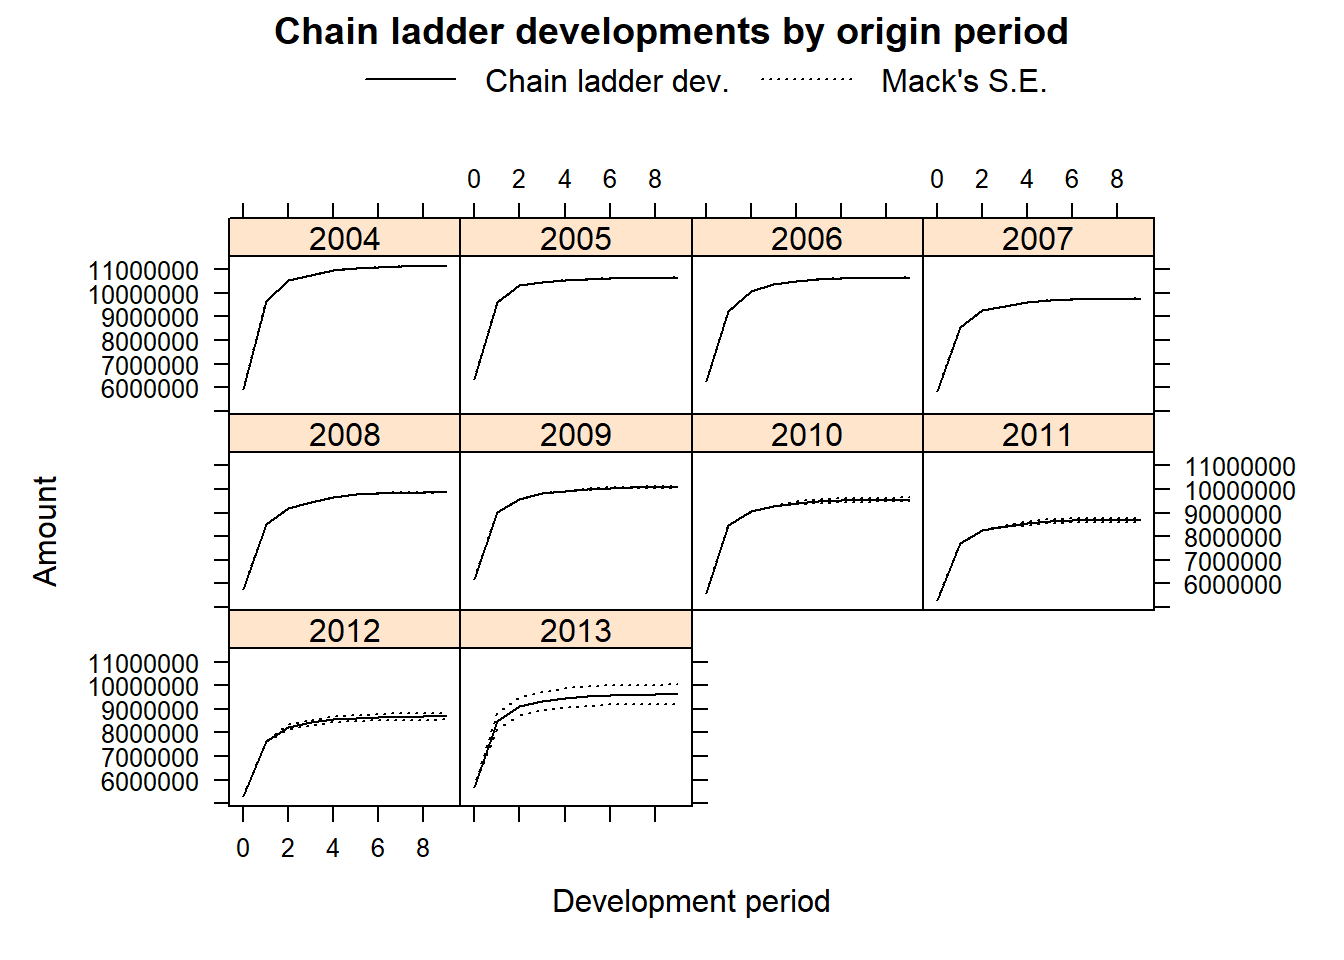 Chain ladder developments by origin period
Chain ladder dev. Mack's S.E.
0 2 4 6 8 0 2 4 6 8
2004 2005 2006 2007
11000000
10000000
9000000
8000000
7000000
6000000
2008 2009 2010 2011
11000000
10000000
9000000
8000000
7000000
6000000
Amount
2012 2013
11000000
10000000
9000000
8000000
7000000
6000000
0 2 4 6 8
Development period